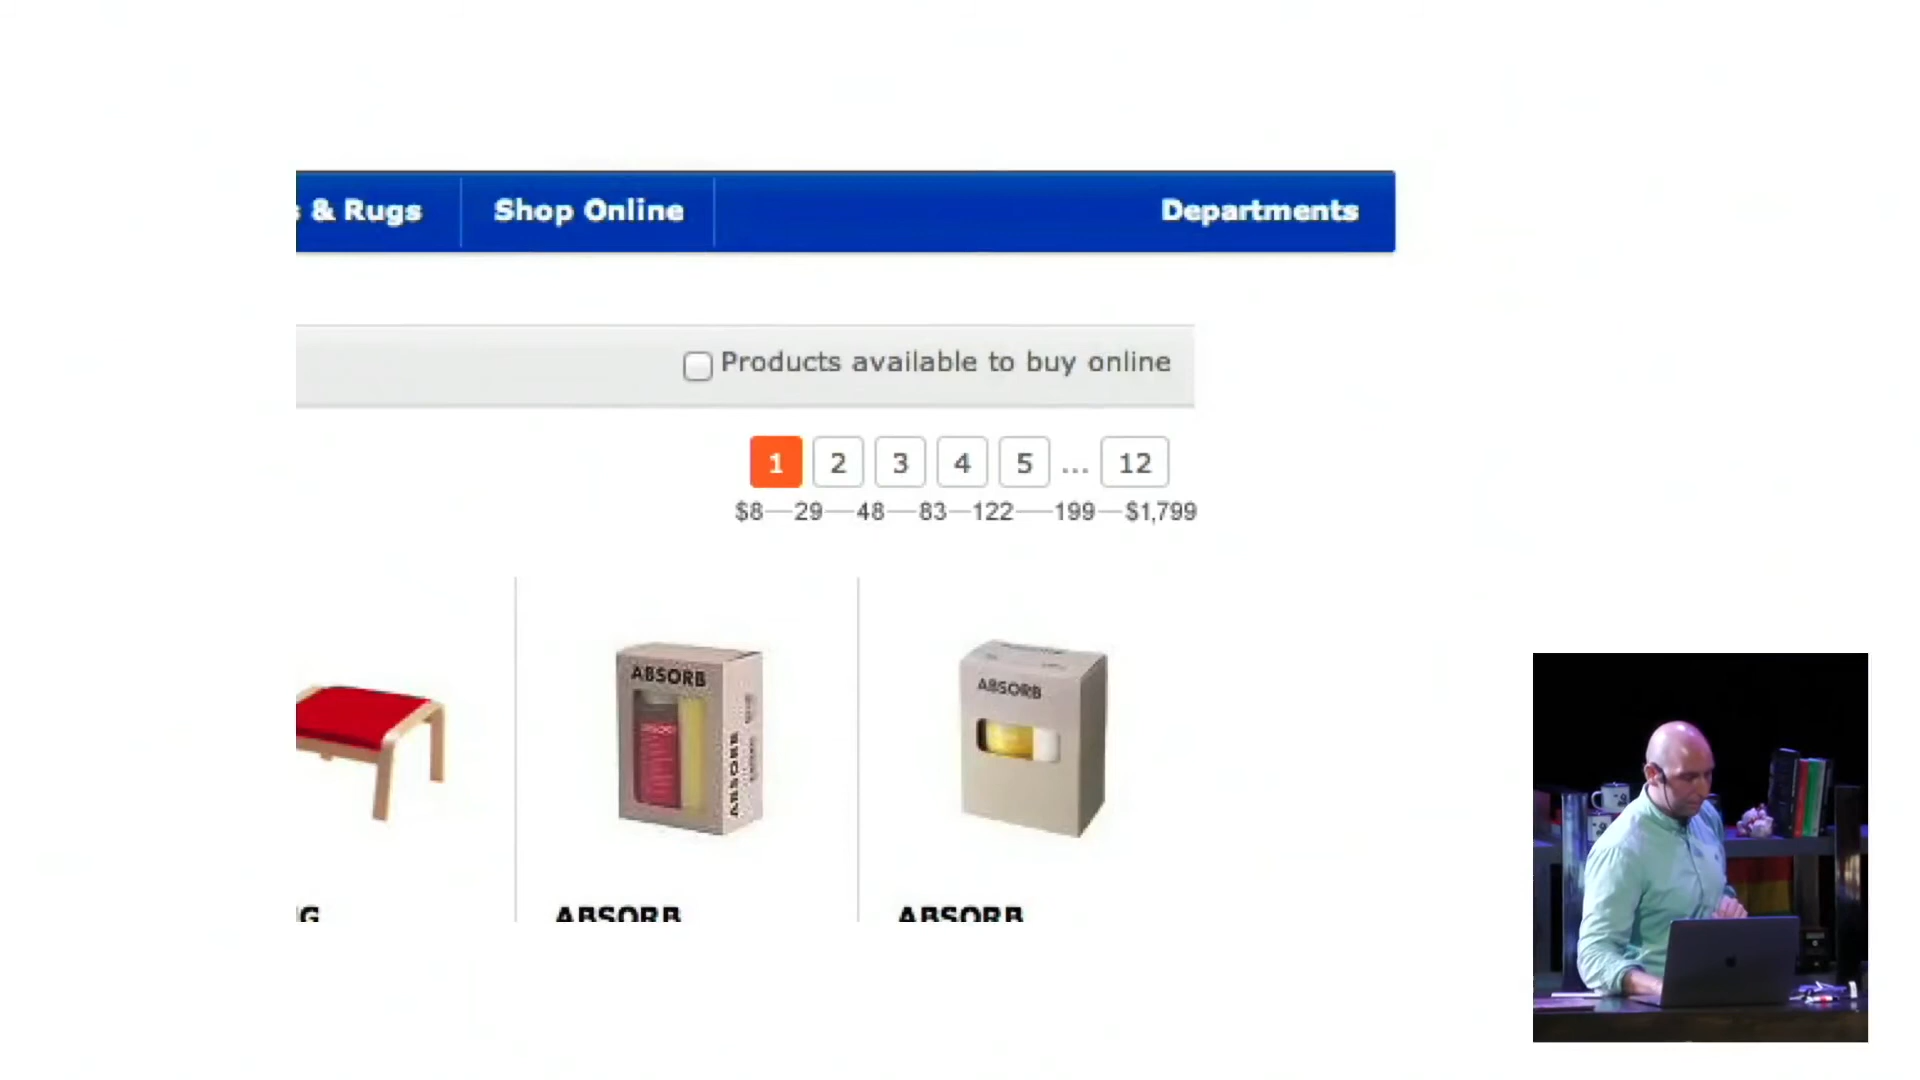 & Rugs Shop Online Departments
Products available to buy online
1 2 3 4 5 ... 12
$8—29—48—83—122—199—$1,799
ABSORB ABSORB
ABSORB
G ABSORB ABSORB